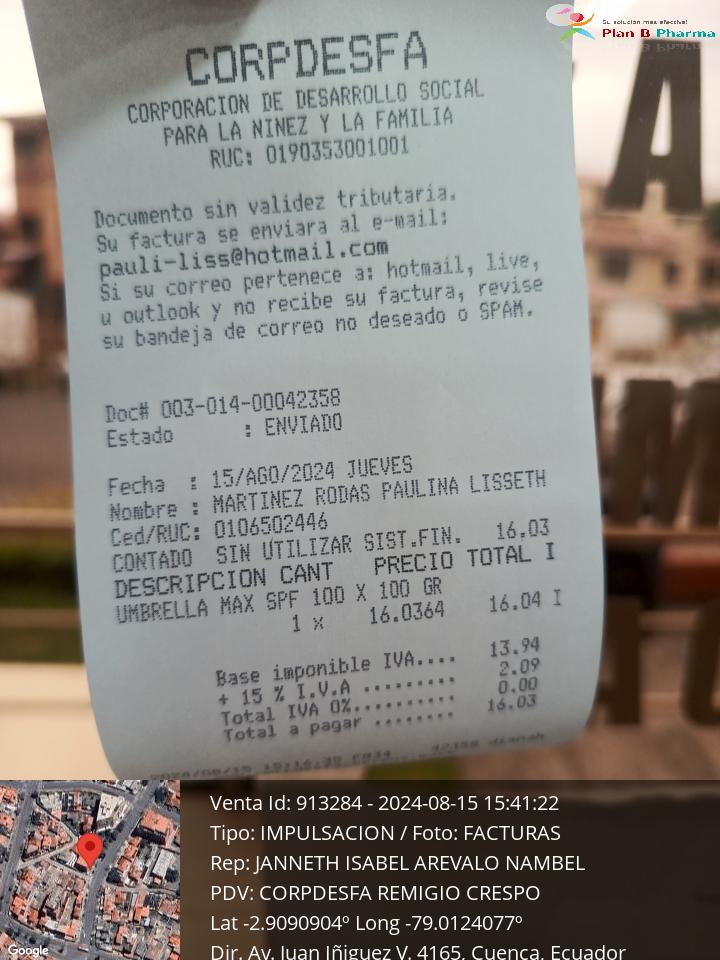 Su solución más efectiva!
Plan B Pharma
CORPDESFA
CORPORACION DE DESARROLLO SOCIAL
PARA LA NINEZ Y LA FAMILIA
RUC: 0190353001001
Documento sin validez tributaria.
Su factura se enviara al e-mail:
pauli-liss@hotmail.com
Si su correo pertenece a: hotmail, live,
u outlook y no recibe su factura, revise
su bandeja de correo no deseado o SPAM.
Doc# 003-014-00042358
Estado : ENVIADO
Fecha : 15/AGO/2024 JUEVES
Nombre : MARTINEZ RODAS PAULINA LISSETH
Ced/RUC: 0106502446
CONTADO SIN UTILIZAR SIST.FIN. 16.03
DESCRIPCION CANT PRECIO TOTAL I
UMBRELLA MAX SPF 100 X 100 GR
1 x 16.0364 16.04 I
Base imponible IVA.... 13.94
+ 15 % I.V.A ......... 2.09
Total IVA 0%.......... 0.00
Total a pagar ........ 16.03
Venta Id: 913284 - 2024-08-15 15:41:22
Tipo: IMPULSACION / Foto: FACTURAS
Rep: JANNETH ISABEL AREVALO NAMBEL
PDV: CORPDESFA REMIGIO CRESPO
Lat -2.9090904º Long -79.0124077º
Dir. Av. Juan Iñiguez V. 4165, Cuenca, Ecuador
Google